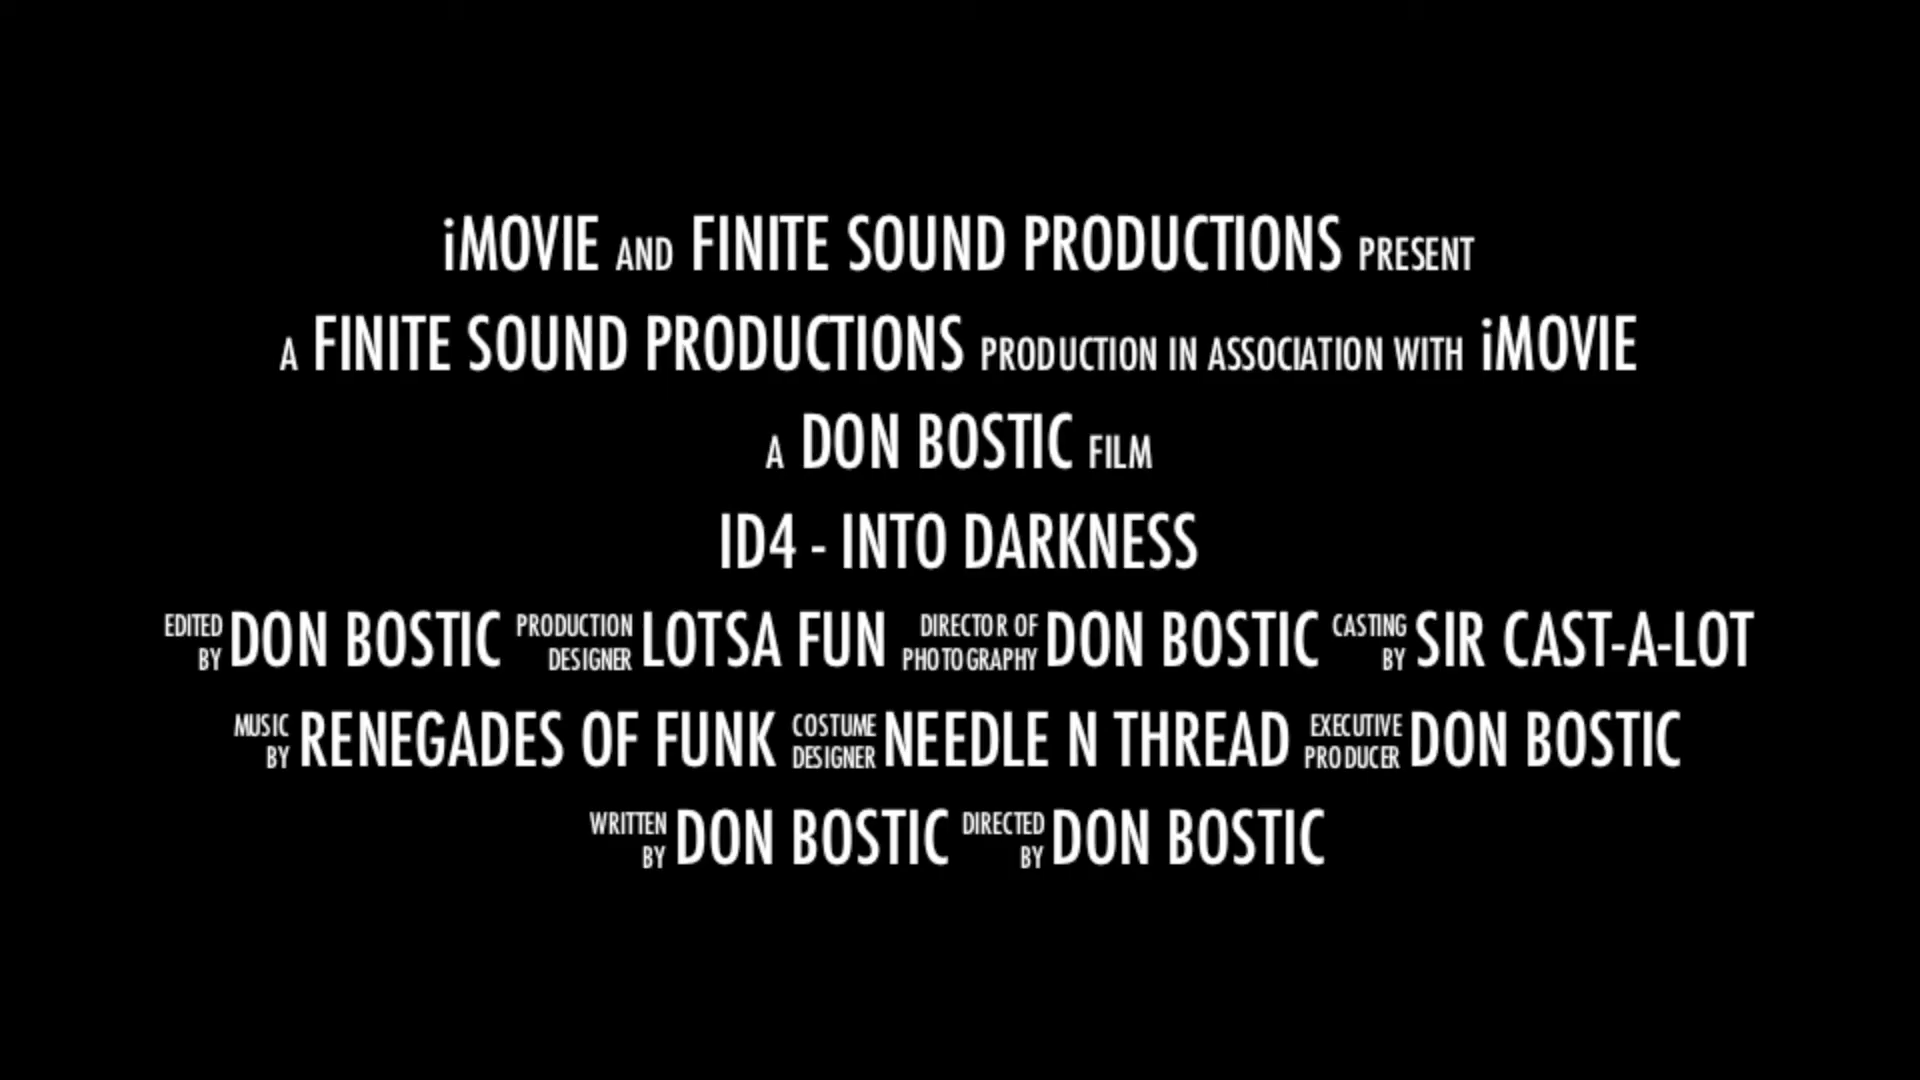 iMOVIE AND FINITE SOUND PRODUCTIONS PRESENT
A FINITE SOUND PRODUCTIONS PRODUCTION IN ASSOCIATION WITH iMOVIE
A DON BOSTIC FILM
ID4 - INTO DARKNESS
EDITED BY DON BOSTIC PRODUCTION DESIGNER LOTSA FUN DIRECTOR OF PHOTOGRAPHY DON BOSTIC CASTING BY SIR CAST-A-LOT
MUSIC BY RENEGADES OF FUNK COSTUME DESIGNER NEEDLE N THREAD EXECUTIVE PRODUCER DON BOSTIC
WRITTEN BY DON BOSTIC DIRECTED BY DON BOSTIC